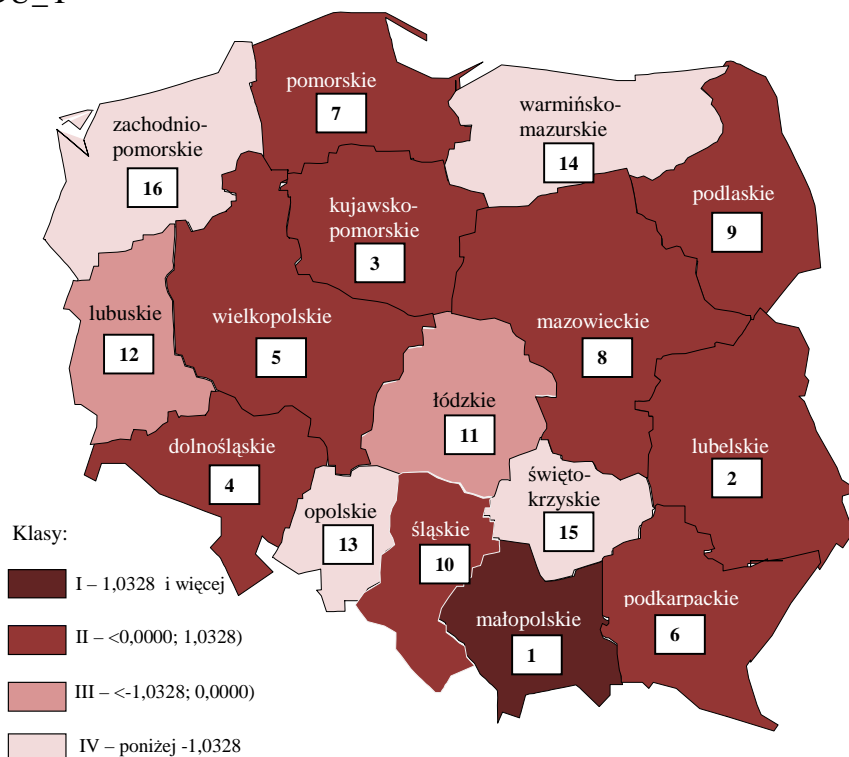 pomorskie
7
warmińsko-
mazurskie
14
zachodnio-
pomorskie
16
podlaskie
9
kujawsko-
pomorskie
3
lubuskie
12
wielkopolskie
5
mazowieckie
8
łódzkie
11
dolnośląskie
4
lubelskie
2
święto-
krzyskie
15
opolskie
13
śląskie
10
małopolskie
1
podkarpackie
6
Klasy:
I – 1,0328 i więcej
II – <0,0000; 1,0328)
III – <-1,0328; 0,0000)
IV – poniżej -1,0328